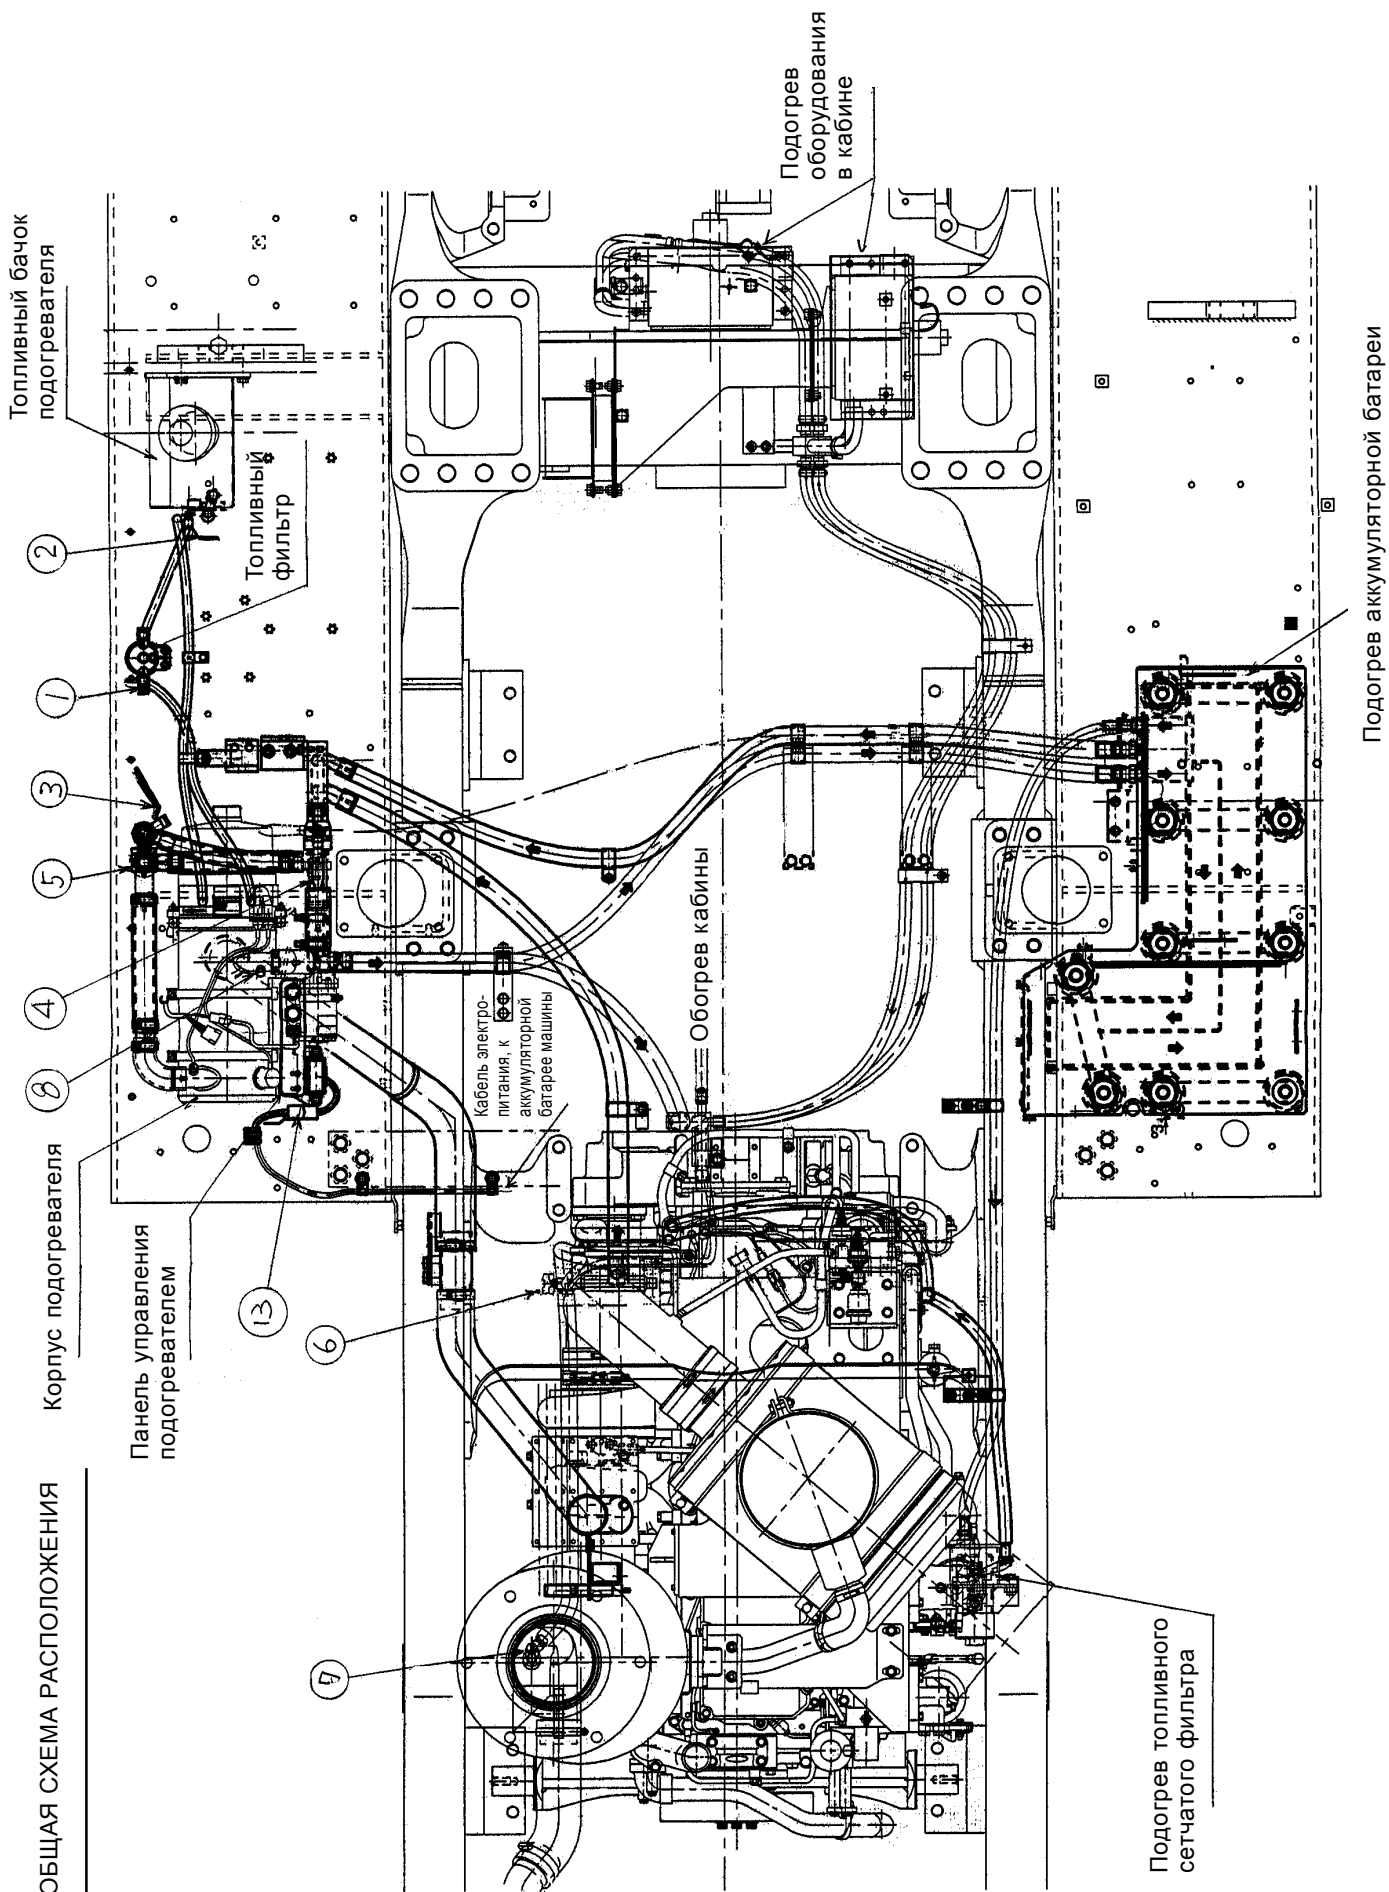 ОБЩАЯ СХЕМА РАСПОЛОЖЕНИЯ
Корпус подогревателя
Панель управления
подогревателем
8
4
5
3
1
2
Топливный бачок
подогревателя
Топливный
фильтр
13
6
7
Кабель электро-
питания, к
аккумуляторной
батарее машины
Обогрев кабины
Подогрев
оборудования
в кабине
Подогрев топливного
сетчатого фильтра
Подогрев аккумуляторной батареи